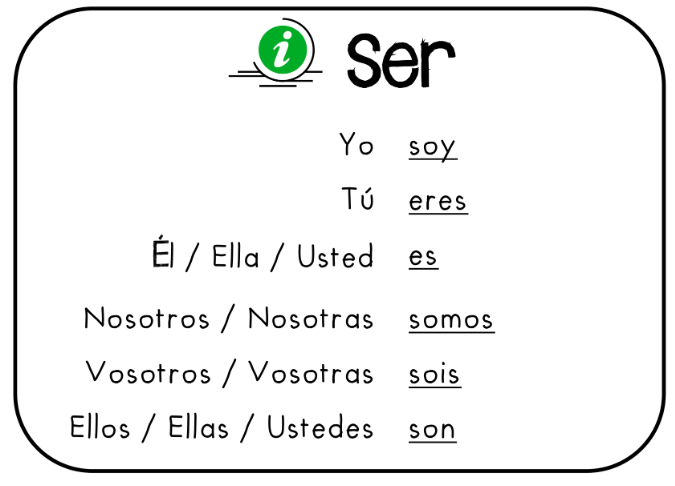 i Ser
Yo soy
Tú eres
Él / Ella / Usted es
Nosotros / Nosotras somos
Vosotros / Vosotras sois
Ellos / Ellas / Ustedes son